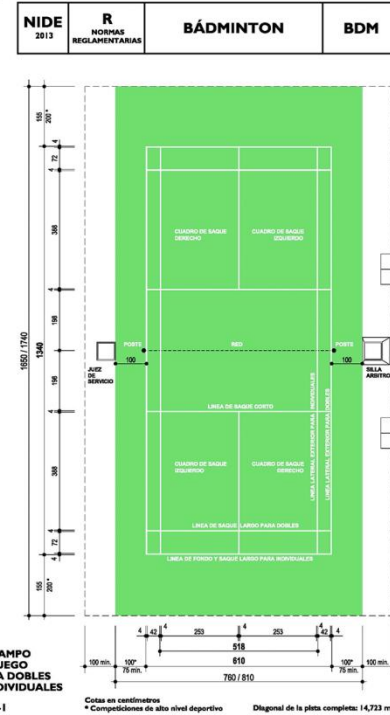 NIDE
2013
R
NORMAS
REGLAMENTARIAS
BÁDMINTON
BDM
155
200*
4
72
4
CUADRO DE SAQUE
DERECHO
CUADRO DE SAQUE
IZQUIERDO
388
4
198
1650 / 1740
1340
POSTE
RED
POSTE
100
100
JUEZ
DE
SERVICIO
SILLA
ARBITRO
198
LINEA DE SAQUE CORTO
4
LINEA LATERAL EXTERIOR PARA INDIVIDUALES
LINEA LATERAL EXTERIOR PARA DOBLES
CUADRO DE SAQUE
IZQUIERDO
CUADRO DE SAQUE
DERECHO
388
LINEA DE SAQUE LARGO PARA DOBLES
4
72
4
LINEA DE FONDO Y SAQUE LARGO PARA INDIVIDUALES
155
200*
4 42 4 253 253 4 42 4
518
100 min. 100* 75 min. 610 100* 75 min. 100 min.
760 / 810
AMPO
UEGO
A DOBLES
DIVIDUALES
-1
Cotas en centímetros
* Competiciones de alto nivel deportivo
Diagonal de la pista completa: 14,723 m